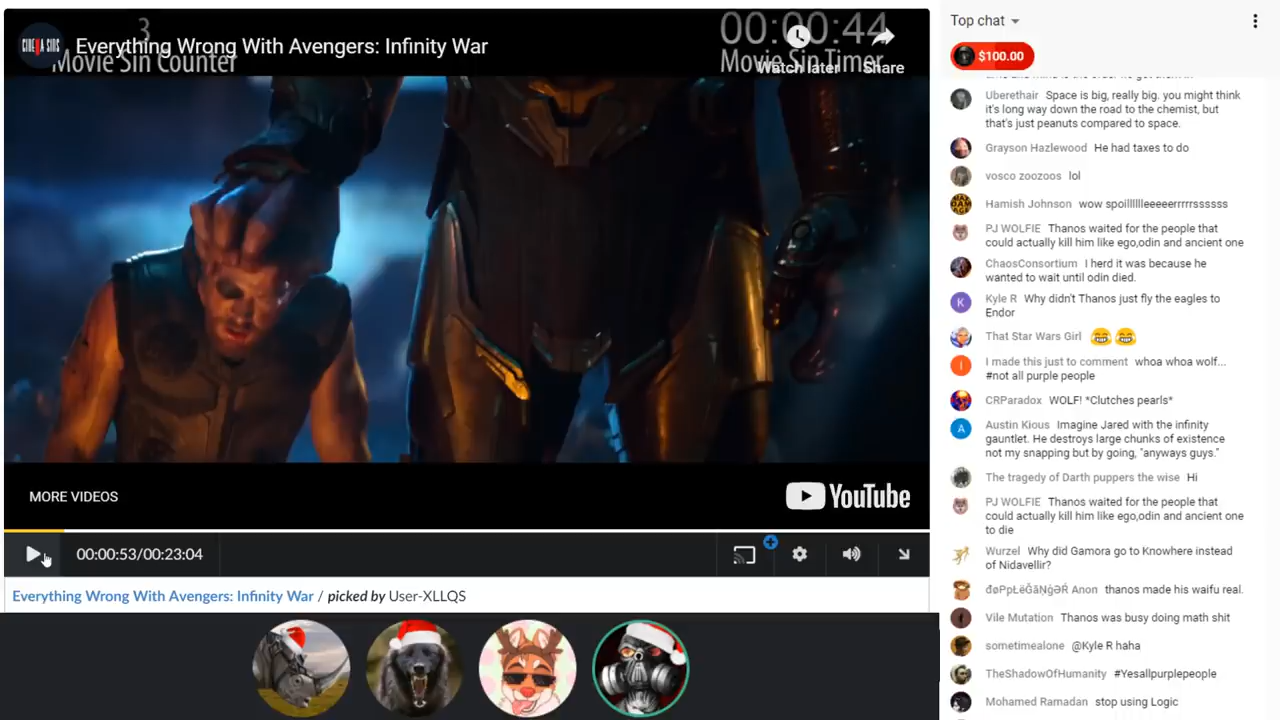 3
00:00:44
CINEMA SINS
Everything Wrong With Avengers: Infinity War
Movie Sin Counter
Movie Sin Timer
Watch later
Share
MORE VIDEOS
YouTube
00:00:53/00:23:04
Everything Wrong With Avengers: Infinity War / picked by User-XLLQS
Top chat
$100.00
Uberethair Space is big, really big. you might think
it's long way down the road to the chemist, but
that's just peanuts compared to space.
Grayson Hazlewood He had taxes to do
vosco zoozoos lol
Hamish Johnson wow spoilllllleeeeerrrrrssssss
PJ WOLFIE Thanos waited for the people that
could actually kill him like ego,odin and ancient one
ChaosConsortium I herd it was because he
wanted to wait until odin died.
K
Kyle R Why didn't Thanos just fly the eagles to
Endor
That Star Wars Girl 😂😂
I
I made this just to comment whoa whoa wolf...
#not all purple people
CRParadox WOLF! *Clutches pearls*
A
Austin Kious Imagine Jared with the infinity
gauntlet. He destroys large chunks of existence
not my snapping but by going, "anyways guys."
The tragedy of Darth puppers the wise Hi
PJ WOLFIE Thanos waited for the people that
could actually kill him like ego,odin and ancient one
to die
Wurzel Why did Gamora go to Knowhere instead
of Nidavellir?
Anon thanos made his waifu real.
Vile Mutation Thanos was busy doing math shit
sometimealone @Kyle R haha
TheShadowOfHumanity #Yesallpurplepeople
Mohamed Ramadan stop using Logic